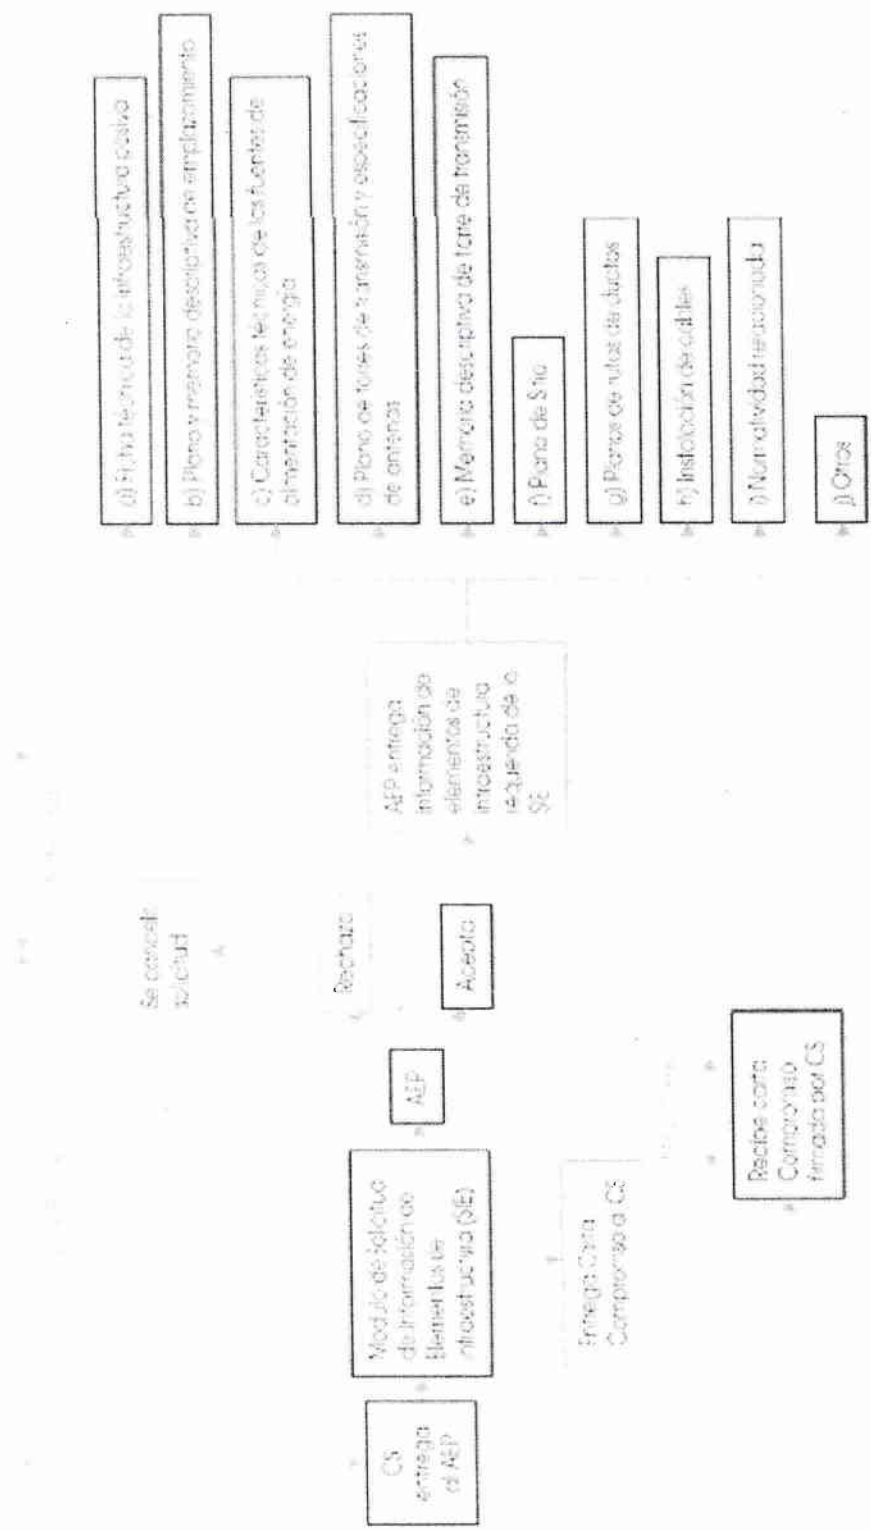 CS
entrega
al AEP
Modulo de Solicitud
de Información de
Elementos de
Infraestructura (SIE)
AEP
Entrega Carta
Compromiso a CS
Recibe carta
Compromiso
firmada por CS
Se cancela
solicitud
Rechaza
Acepta
AEP entrega
información de
elementos de
infraestructura
requerida de la
SIE
a) Ficha técnica de la infraestructura pasiva
b) Plano y memoria descriptiva de emplazamiento
c) Características técnicas de las fuentes de
alimentación de energía
d) Plano de torres de transmisión y especificaciones
de antenas
e) Memoria descriptiva de torre de transmisión
f) Plano de Sitio
g) Planos de rutas de ductos
h) Instalación de cables
i) Normatividad relacionada
j) Otros